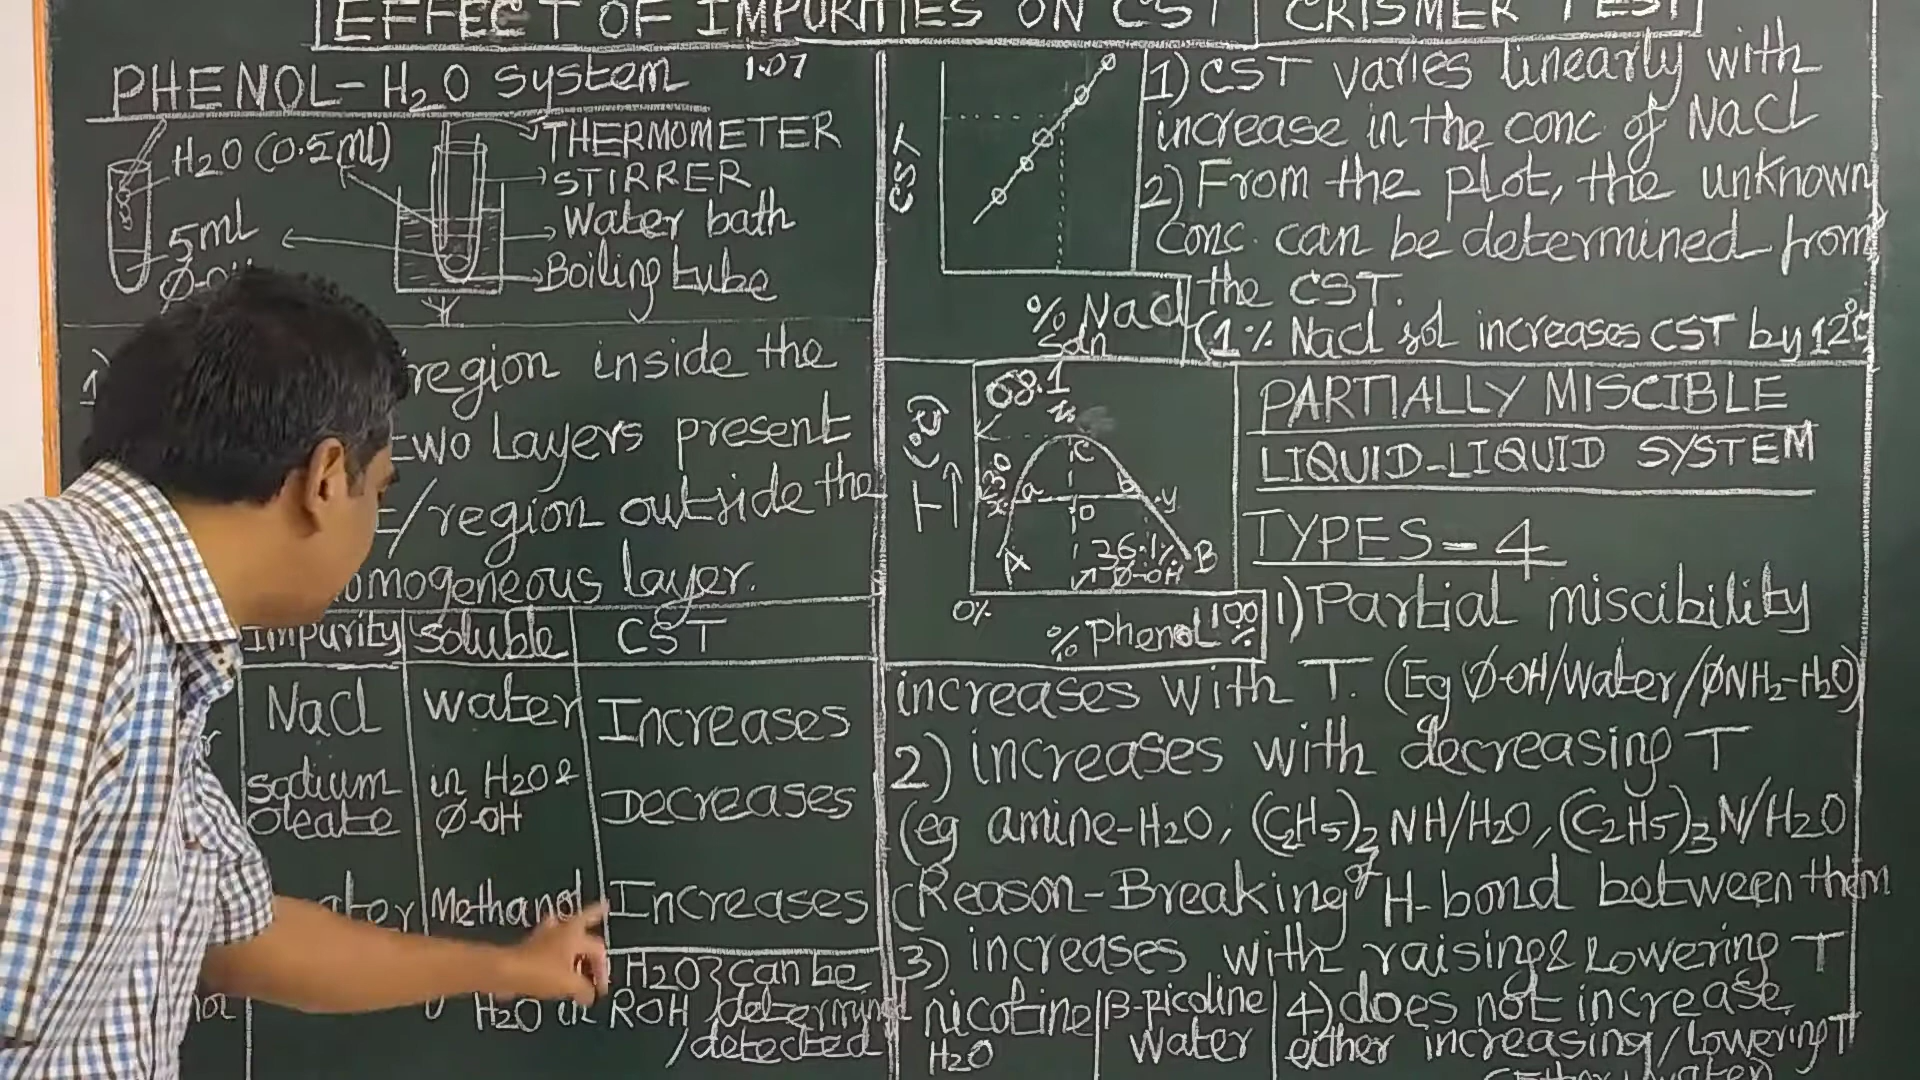 EFFECT OF IMPURITIES ON CST CRISMER TEST
PHENOL-H2O system 1.07
H2O (0.5ml)
5ml
THERMOMETER
STIRRER
Water bath
Boiling tube
region inside the
two Layers present
/region outside the
homogeneous layer.
Impurity soluble CST
NaCl water Increases
sodium oleate in H2O & Ø-OH Decreases
Methanol Increases
H2O} can be
H2O in ROH /determined
/detected
CST
% NaCl
soln
1) CST varies linearly with
increase in the conc of NaCl
2) From the plot, the unknown
conc. can be determined from
the CST.
(1% NaCl sol increases CST by 12°C
T (°C)
68.1
C
30
x a b y
O
A B
36.1%
Ø-OH
0% 100%
% Phenol
PARTIALLY MISCIBLE
LIQUID-LIQUID SYSTEM
TYPES-4
1) Partial miscibility
increases with T. (Eg Ø-OH/Water/ØNH2-H2O)
2) increases with decreasing T
(eg amine-H2O, (C2H5)2 NH/H2O, (C2H5)3 N/H2O
(Reason-Breaking of H-bond between them
3) increases with raising & Lowering T
nicotine
H2O
β-picoline
Water
4) does not increase
either increasing/Lowering T